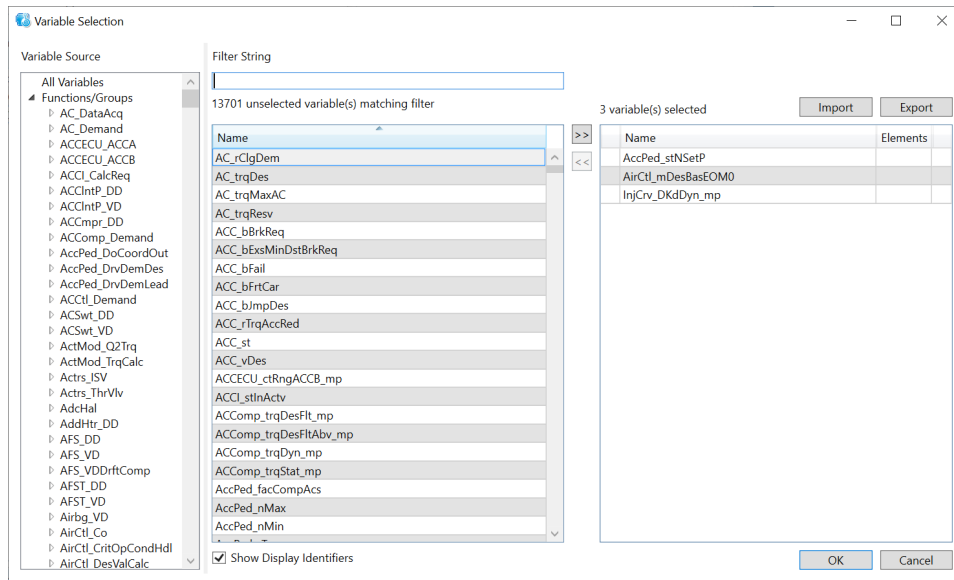 Variable Selection
Variable Source
All Variables
Functions/Groups
AC_DataAcq
AC_Demand
ACCECU_ACCA
ACCECU_ACCB
ACCI_CalcReq
ACClntP_DD
ACClntP_VD
ACCmpr_DD
ACComp_Demand
AccPed_DoCoordOut
AccPed_DrvDemDes
AccPed_DrvDemLead
ACCtl_Demand
ACSwt_DD
ACSwt_VD
ActMod_Q2Trq
ActMod_TrqCalc
Actrs_ISV
Actrs_ThrVlv
AdcHal
AddHtr_DD
AFS_DD
AFS_VD
AFS_VDDrftComp
AFST_DD
AFST_VD
Airbg_VD
AirCtl_Co
AirCtl_CritOpCondHdl
AirCtl_DesValCalc
Filter String
13701 unselected variable(s) matching filter
Name
AC_rClgDem
AC_trqDes
AC_trqMaxAC
AC_trqResv
ACC_bBrkReq
ACC_bExsMinDstBrkReq
ACC_bFail
ACC_bFrtCar
ACC_bJmpDes
ACC_rTrqAccRed
ACC_st
ACC_vDes
ACCECU_ctRngACCB_mp
ACCI_stInActv
ACComp_trqDesFlt_mp
ACComp_trqDesFltAbv_mp
ACComp_trqDyn_mp
ACComp_trqStat_mp
AccPed_facCompAcs
AccPed_nMax
AccPed_nMin
Show Display Identifiers
>>
<<
3 variable(s) selected
Import
Export
Name Elements
AccPed_stNSetP
AirCtl_mDesBasEOM0
InjCrv_DKdDyn_mp
OK
Cancel